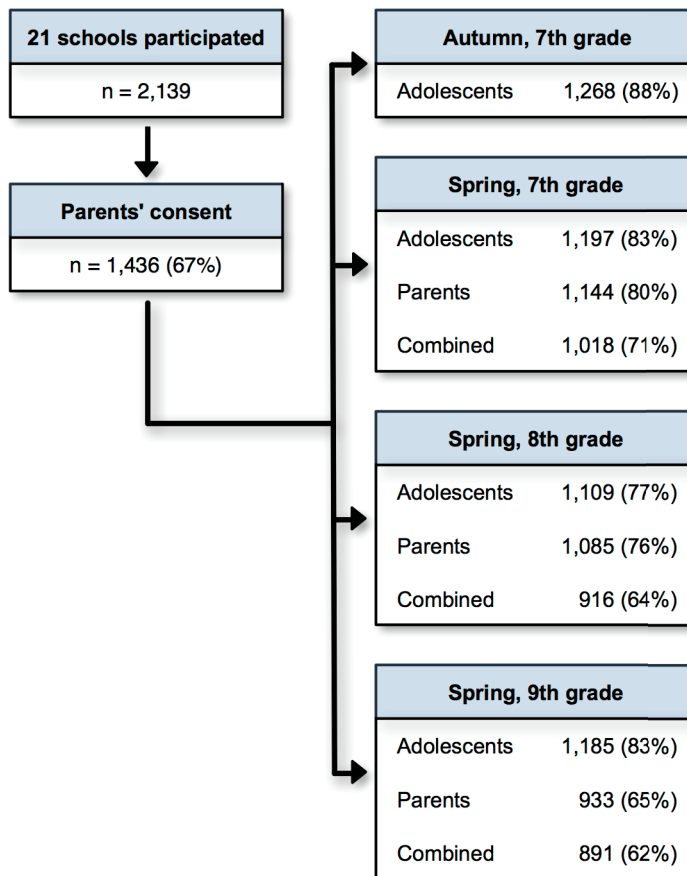 21 schools participated
n = 2,139
Parents' consent
n = 1,436 (67%)
Autumn, 7th grade
Adolescents 1,268 (88%)
Spring, 7th grade
Adolescents 1,197 (83%)
Parents 1,144 (80%)
Combined 1,018 (71%)
Spring, 8th grade
Adolescents 1,109 (77%)
Parents 1,085 (76%)
Combined 916 (64%)
Spring, 9th grade
Adolescents 1,185 (83%)
Parents 933 (65%)
Combined 891 (62%)